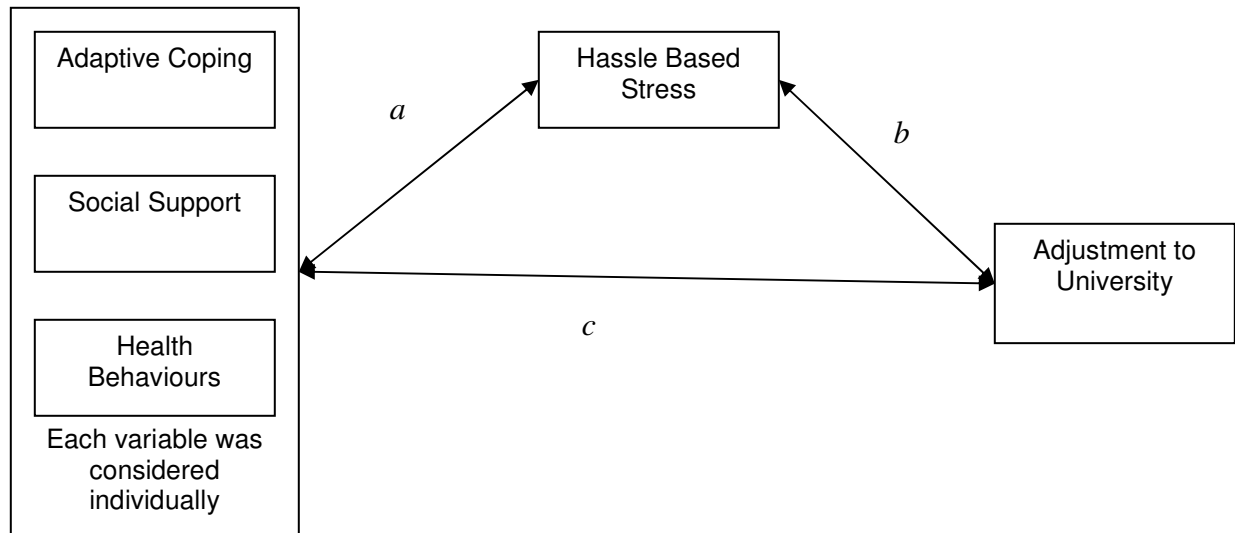 Adaptive Coping
Social Support
Health
Behaviours
Each variable was
considered
individually
a
Hassle Based
Stress
b
c
Adjustment to
University